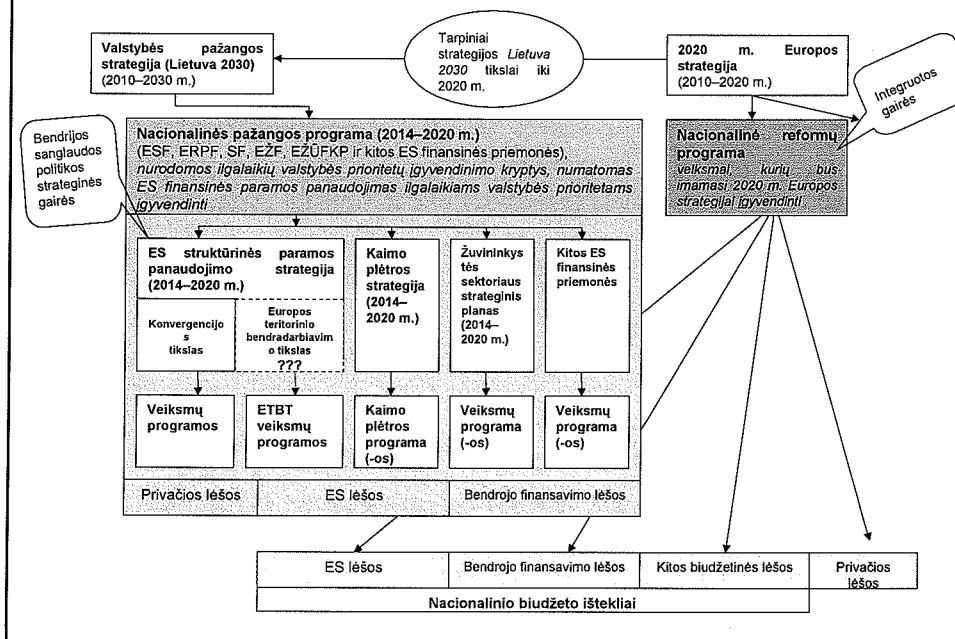 Valstybės pažangos
strategija (Lietuva 2030)
(2010–2030 m.)
Tarpiniai
strategijos Lietuva
2030 tikslai iki
2020 m.
2020 m. Europos
strategija
(2010–2020 m.)
Integruotos
gairės
Bendrijos
sanglaudos
politikos
strateginės
gairės
Nacionalinės pažangos programa (2014–2020 m.)
(ESF, ERPF, SF, EŽF, EŽŪFKP ir kitos ES finansinės priemonės),
nurodomos ilgalaikių valstybės prioritetų įgyvendinimo kryptys, numatomas
ES finansinės paramos panaudojimas ilgalaikiams valstybės prioritetams
įgyvendinti
Nacionalinė reformų
programa
veiksmai, kurių bus
imamasi 2020 m. Europos
strategijai įgyvendinti
ES struktūrinės paramos
panaudojimo strategija
(2014–2020 m.)
Konvergencijo
s
tikslas
Europos
teritorinio
bendradarbiavim
o tikslas
???
Kaimo
plėtros
strategija
(2014–
2020 m.)
Žuvininkys
tės
sektoriaus
strateginis
planas
(2014–
2020 m.)
Kitos ES
finansinės
priemonės
Veiksmų
programos
ETBT
veiksmų
programos
Kaimo
plėtros
programa
(-os)
Veiksmų
programa
(-os)
Veiksmų
programa
(-os)
Privačios lėšos
ES lėšos
Bendrojo finansavimo lėšos
ES lėšos
Bendrojo finansavimo lėšos
Kitos biudžetinės lėšos
Privačios
lėšos
Nacionalinio biudžeto ištekliai